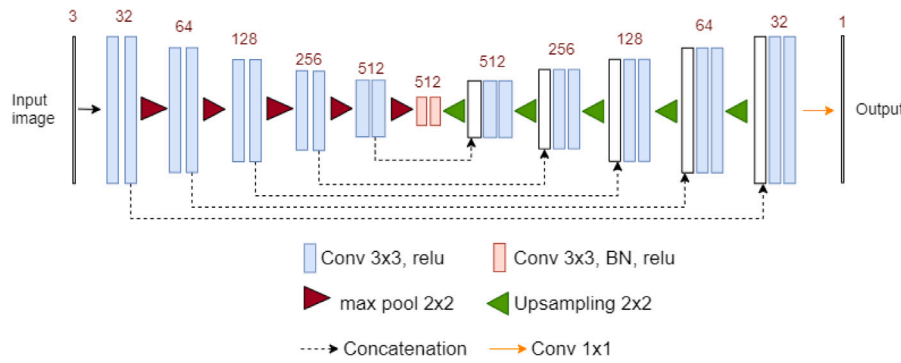 3
32
64
128
256
512
512
512
256
128
64
32
1
Input
image
Output
Conv 3x3, relu
Conv 3x3, BN, relu
max pool 2x2
Upsampling 2x2
Concatenation
Conv 1x1